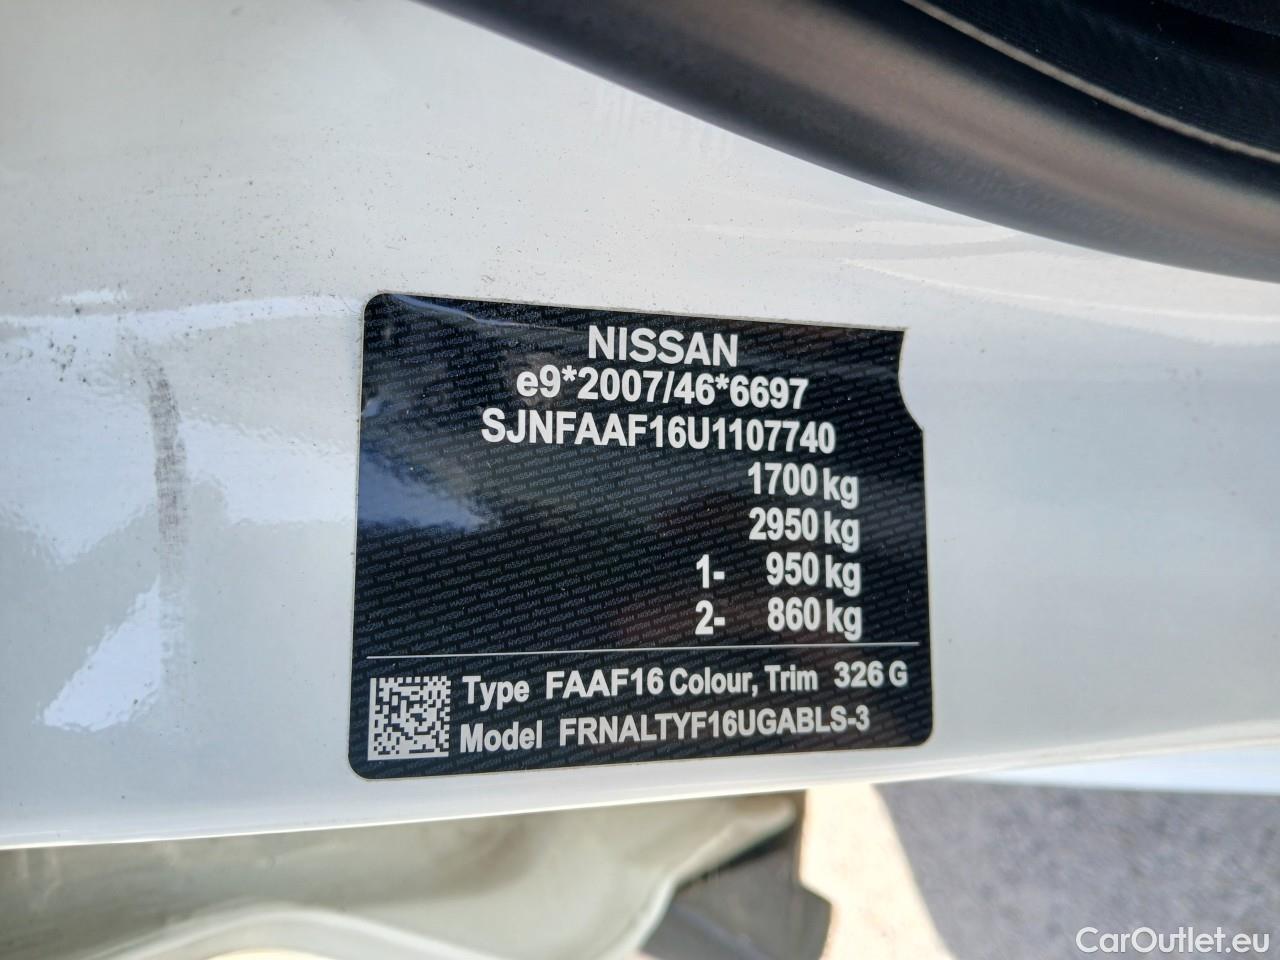 NISSAN
e9*2007/46*6697
SJNFAAF16U1107740
1700 kg
2950 kg
1- 950 kg
2- 860 kg
Type FAAF16 Colour, Trim 326 G
Model FRNALTYF16UGABLS-3
CarOutlet.eu